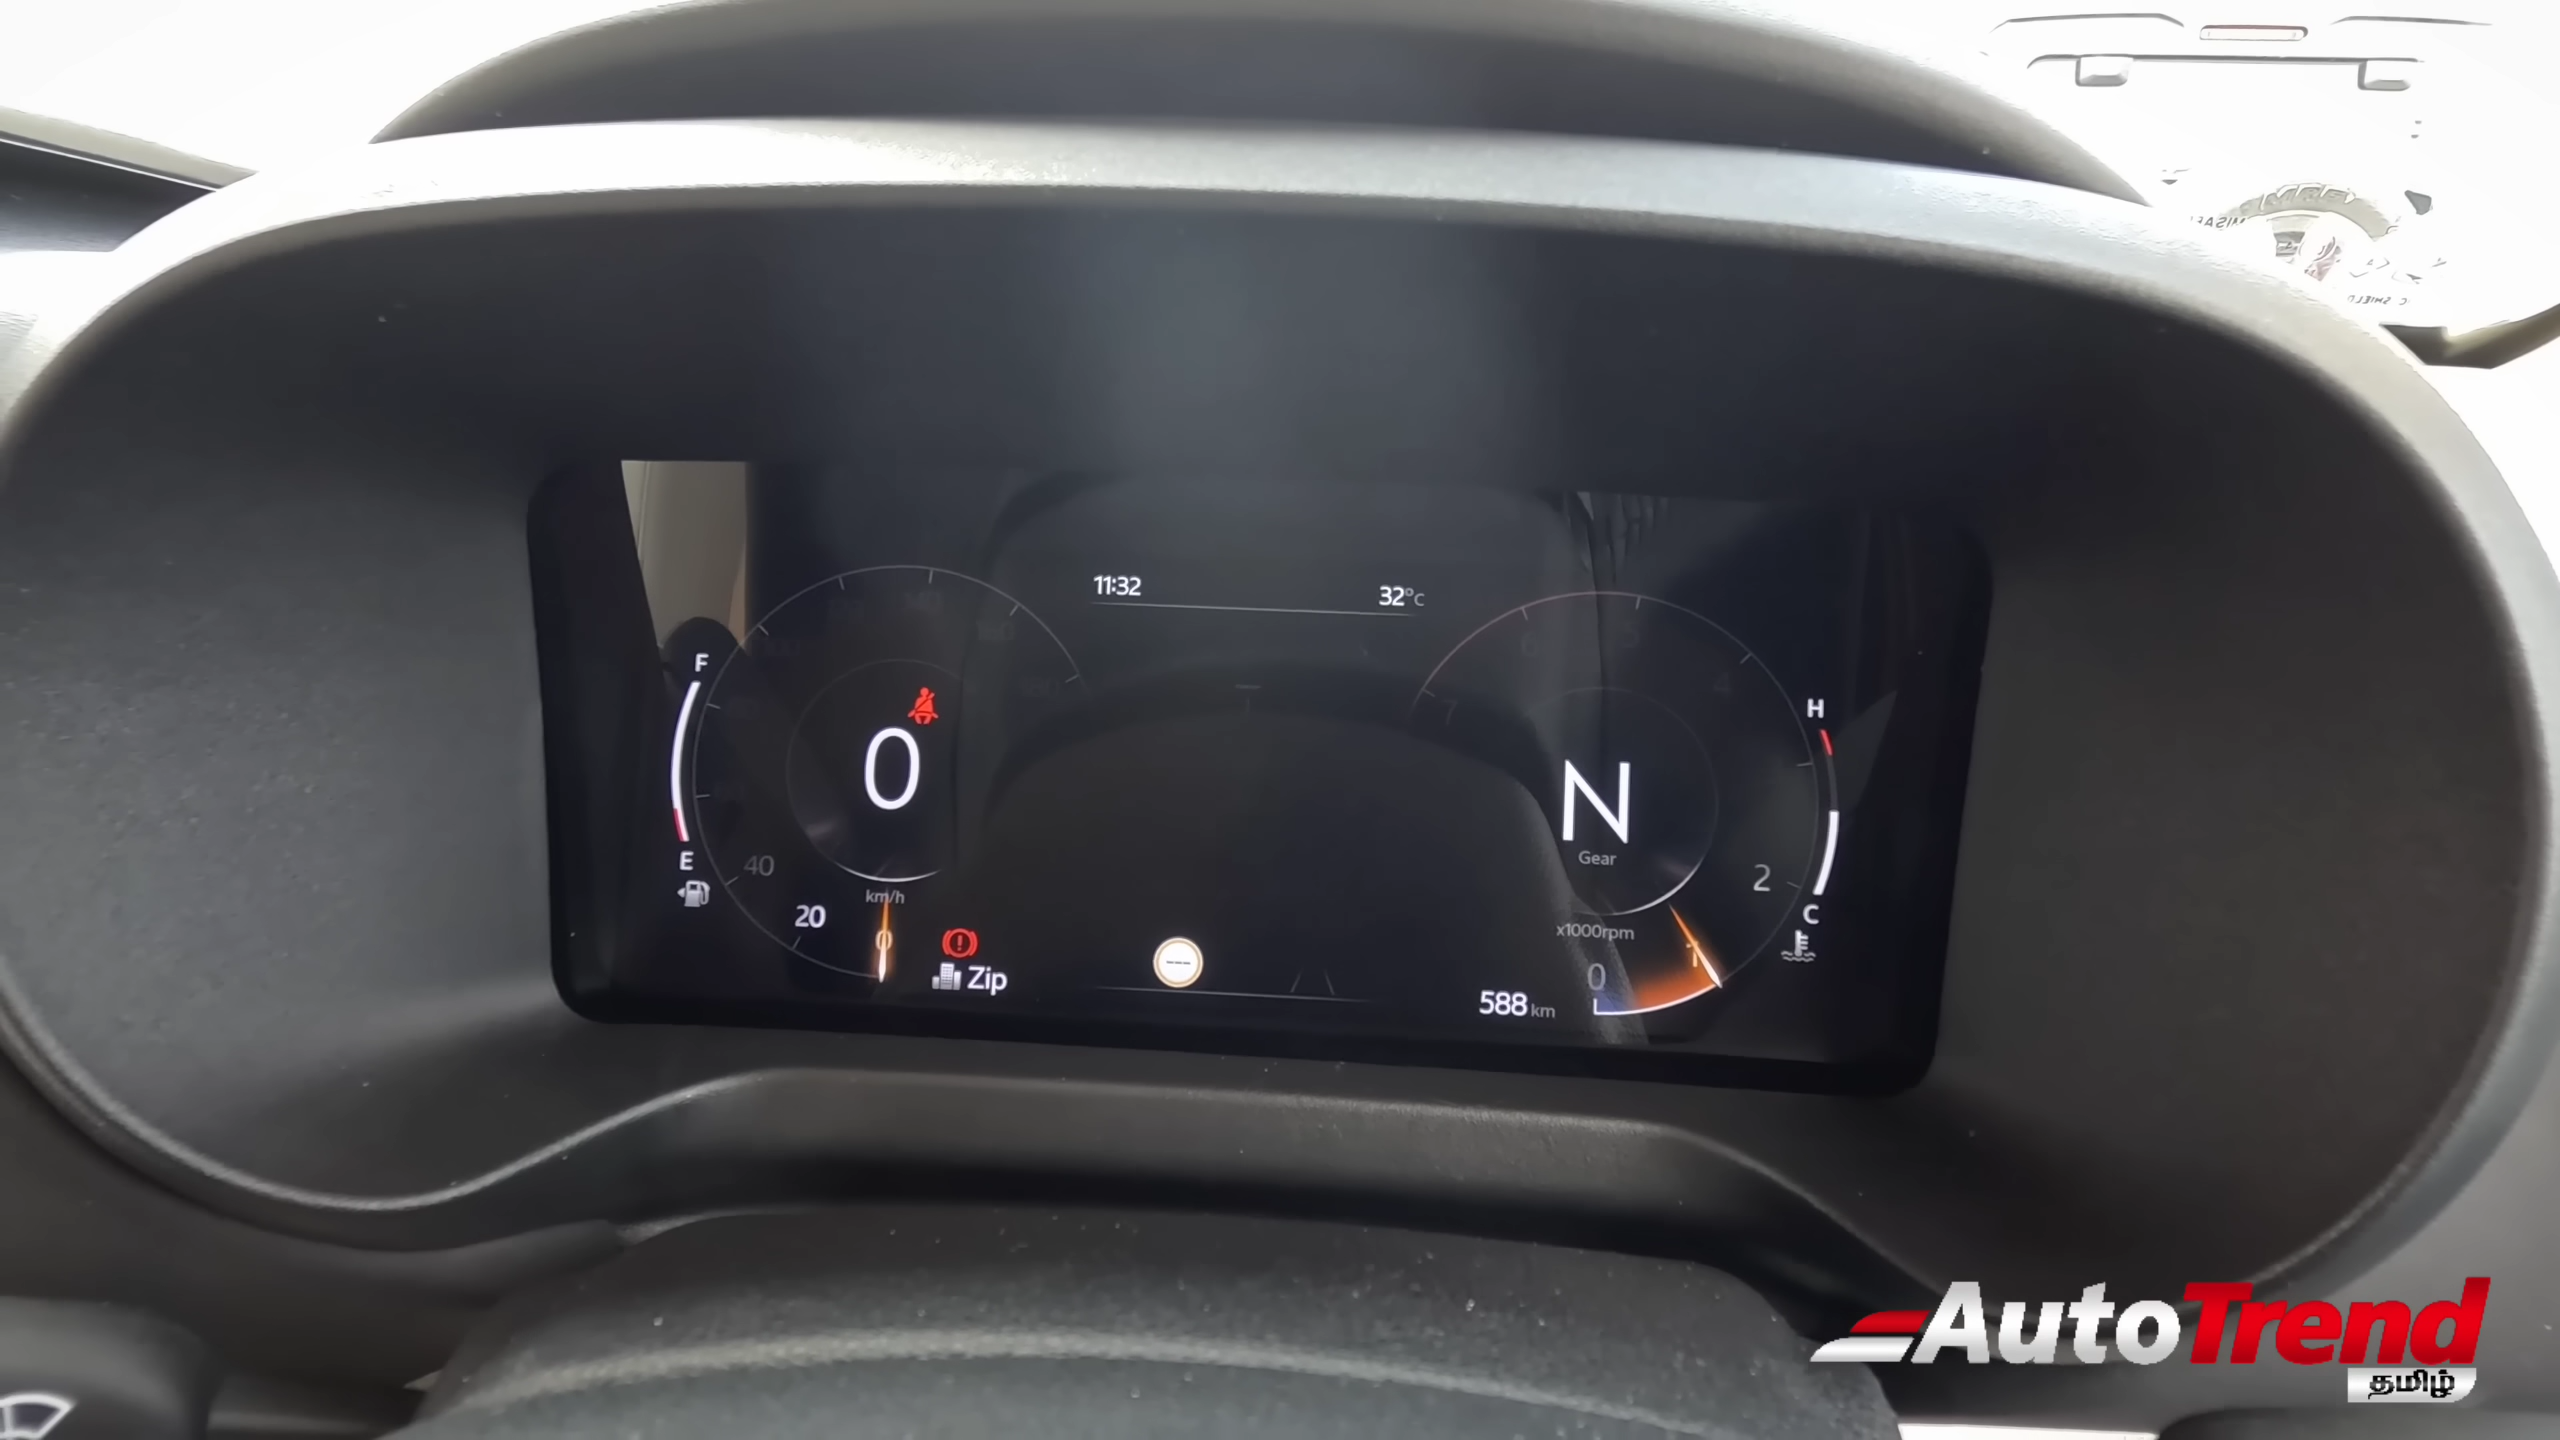 11:32
32°C
F
H
0
N
Gear
E
40
2
C
20
km/h
x1000rpm
0
1
0
Zip
588 km
AutoTrend
தமிழ்